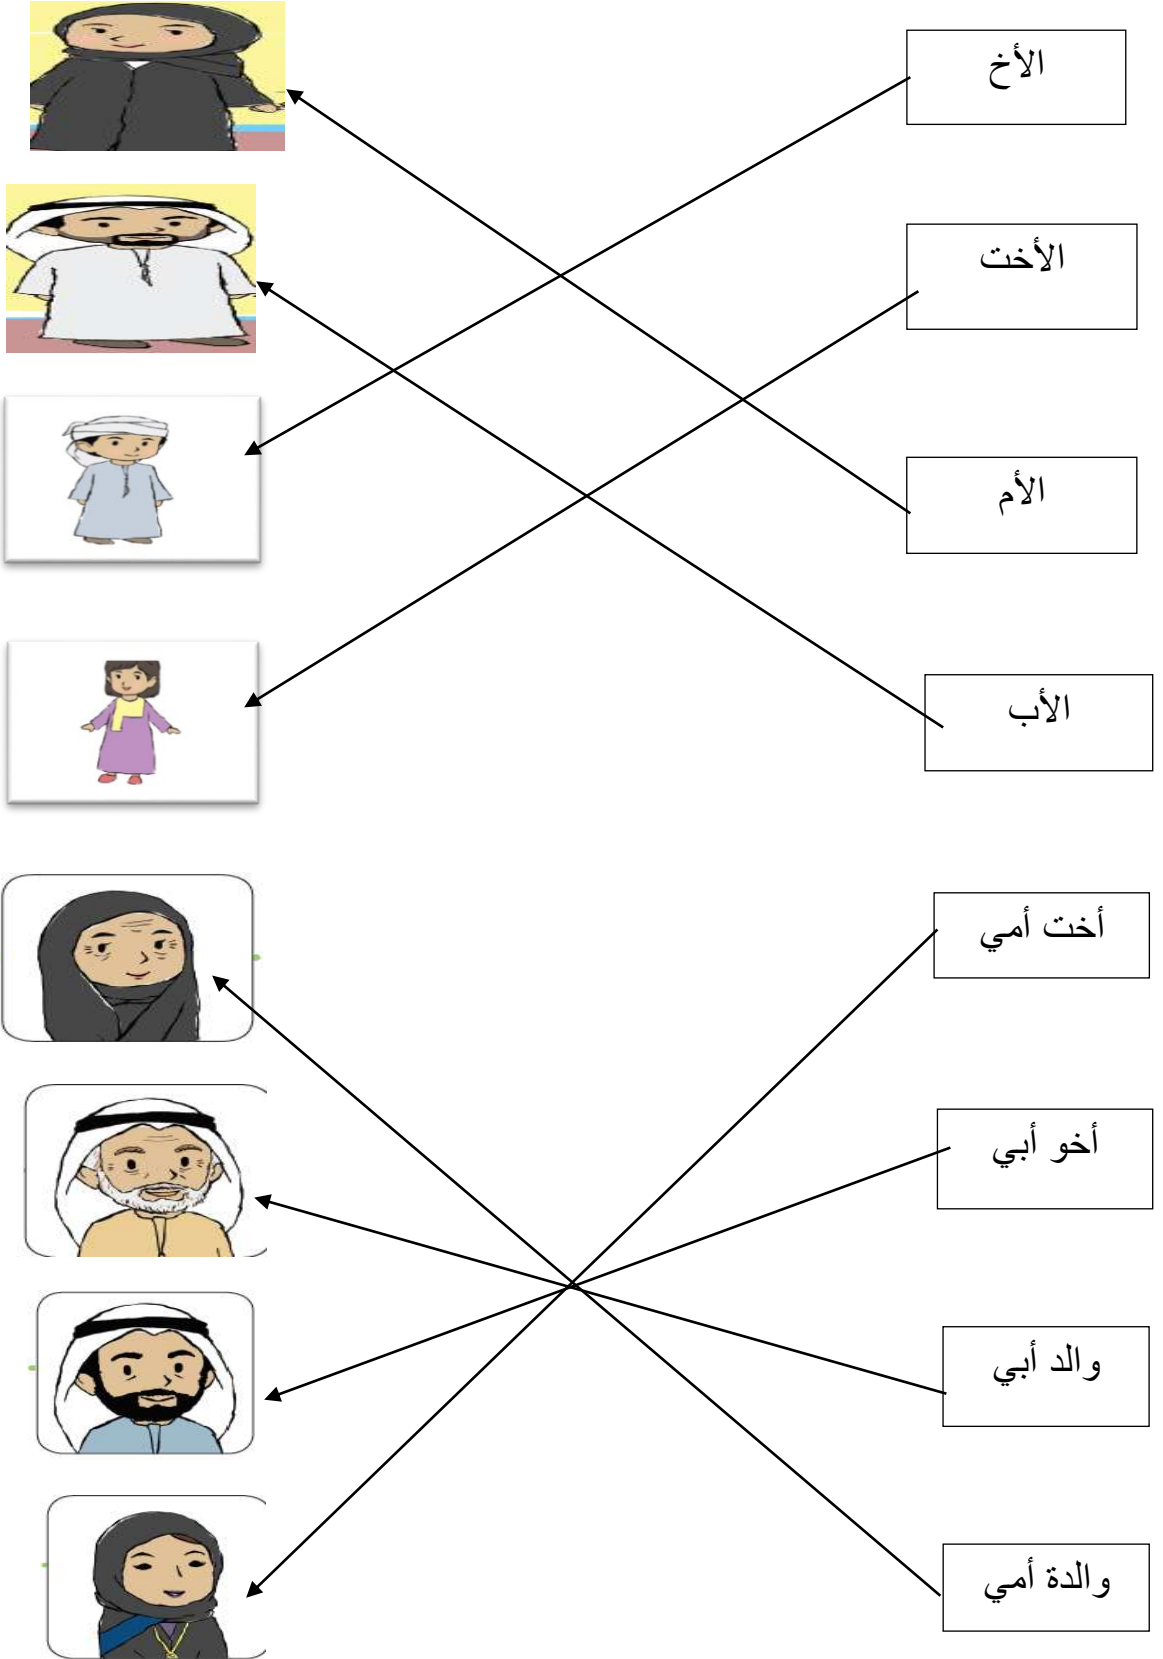 الأخ
الأخت
الأم
الأب
أخت أمي
أخو أبي
والد أبي
والدة أمي